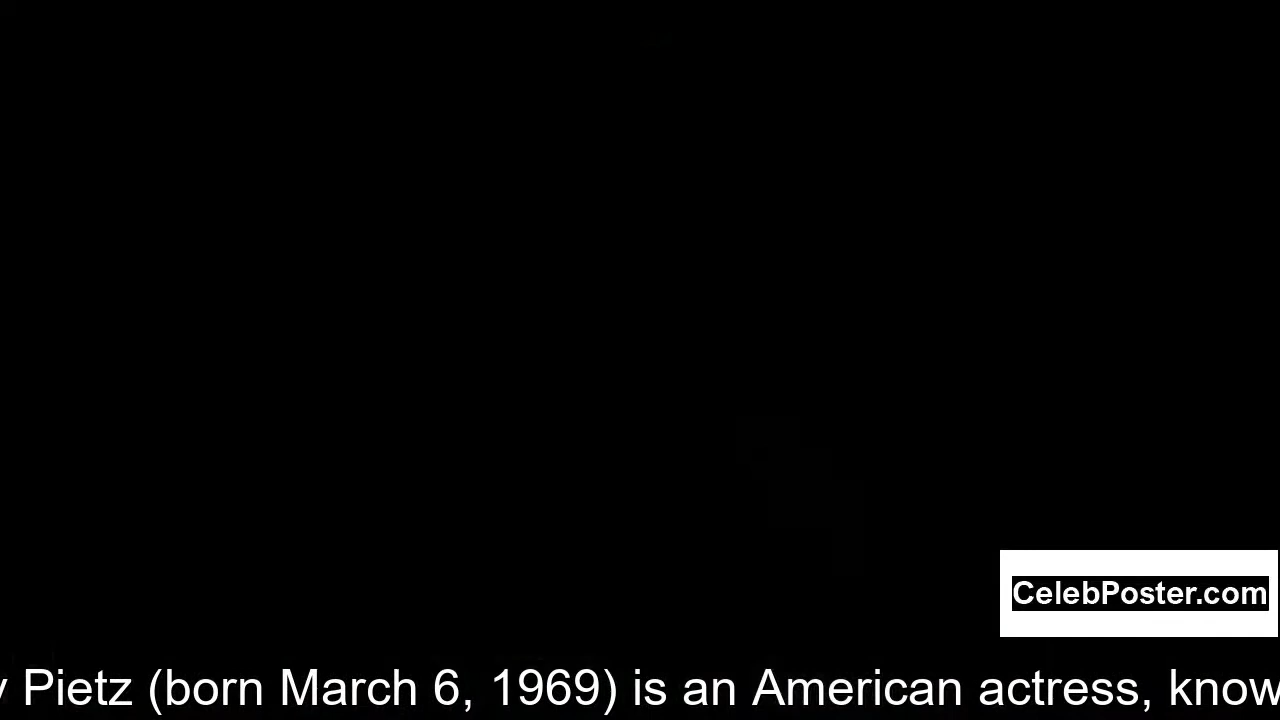 CelebPoster.com
y Pietz (born March 6, 1969) is an American actress, know